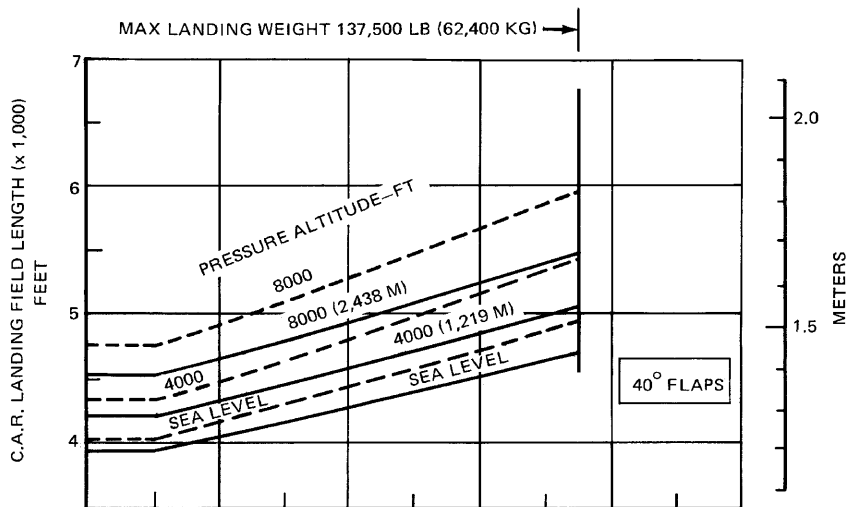 MAX LANDING WEIGHT 137,500 LB (62,400 KG)
7
6
5
4
C.A.R. LANDING FIELD LENGTH (x 1,000)
FEET
2.0
1.5
METERS
PRESSURE ALTITUDE–FT
8000
8000 (2,438 M)
4000
4000 (1,219 M)
SEA LEVEL
SEA LEVEL
40° FLAPS